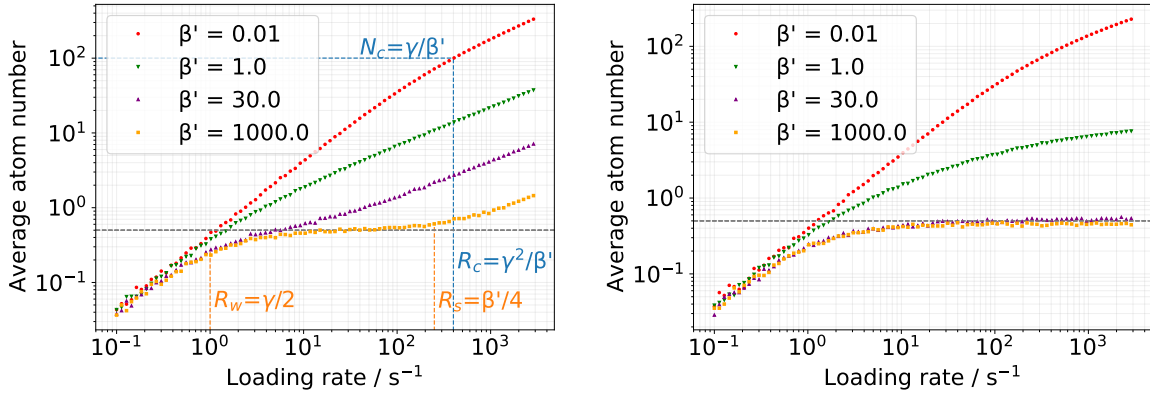 β' = 0.01
β' = 1.0
β' = 30.0
β' = 1000.0
N_c=γ/β'
R_c=γ²/β'
R_w=γ/2
R_s=β'/4
10²
10¹
10⁰
10⁻¹
Average atom number
10⁻¹ 10⁰ 10¹ 10² 10³
Loading rate / s⁻¹
β' = 0.01
β' = 1.0
β' = 30.0
β' = 1000.0
10²
10¹
10⁰
10⁻¹
Average atom number
10⁻¹ 10⁰ 10¹ 10² 10³
Loading rate / s⁻¹